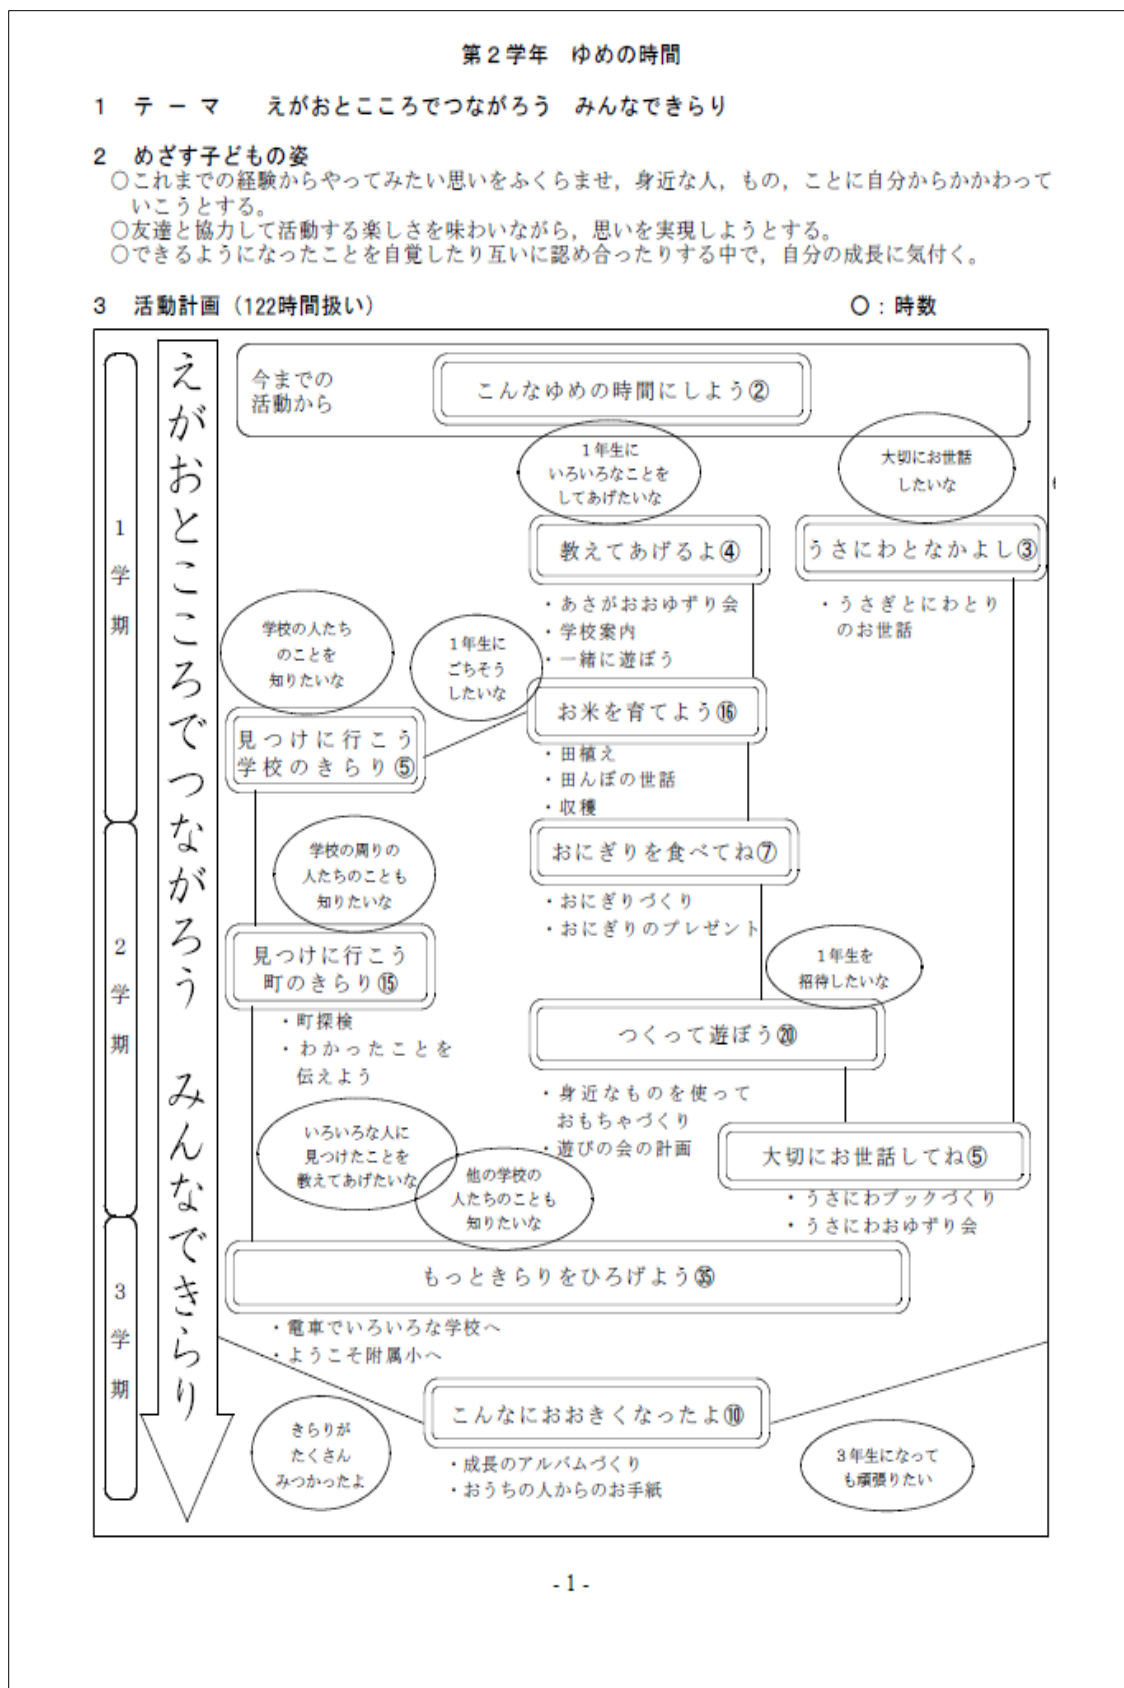 第２学年　ゆめの時間
１　テ － マ　　えがおとこころでつながろう　みんなできらり
２　めざす子どもの姿
○これまでの経験からやってみたい思いをふくらませ，身近な人，もの，ことに自分からかかわって
いこうとする。
○友達と協力して活動する楽しさを味わいながら，思いを実現しようとする。
○できるようになったことを自覚したり互いに認め合ったりする中で，自分の成長に気付く。
３　活動計画（122時間扱い）　○：時数
１学期
２学期
３学期
えがおとこころでつながろう　みんなできらり
今までの
活動から
こんなゆめの時間にしよう②
１年生に
いろいろなことを
してあげたいな
大切にお世話
したいな
教えてあげるよ④
うさにわとなかよし③
・あさがおおゆずり会
・学校案内
・一緒に遊ぼう
・うさぎとにわとり
のお世話
学校の人たち
のことを
知りたいな
１年生に
ごちそう
したいな
お米を育てよう⑯
見つけに行こう
学校のきらり⑤
・田植え
・田んぼの世話
・収穫
学校の周りの
人たちのことも
知りたいな
おにぎりを食べてね⑦
・おにぎりづくり
・おにぎりのプレゼント
見つけに行こう
町のきらり⑮
１年生を
招待したいな
・町探検
・わかったことを
伝えよう
つくって遊ぼう⑳
・身近なものを使って
おもちゃづくり
・遊びの会の計画
いろいろな人に
見つけたことを
教えてあげたいな
他の学校の
人たちのことも
知りたいな
大切にお世話してね⑤
・うさにわブックづくり
・うさにわおゆずり会
もっときらりをひろげよう㉟
・電車でいろいろな学校へ
・ようこそ附属小へ
こんなにおおきくなったよ⑩
・成長のアルバムづくり
・おうちの人からのお手紙
きらりが
たくさん
みつかったよ
３年生になって
も頑張りたい
- 1 -